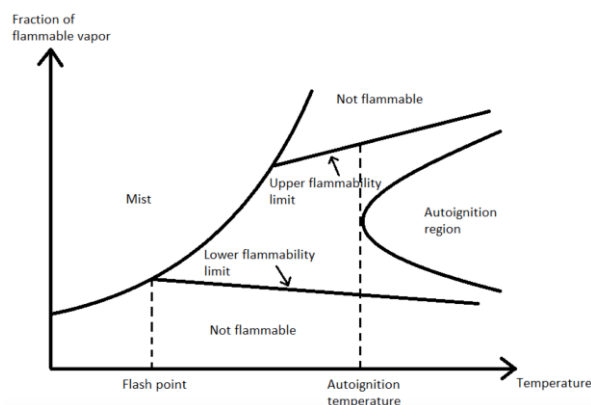 Fraction of
flammable vapor
Not flammable
Upper flammability
limit
Mist
Autoignition
region
Lower flammability
limit
Not flammable
Flash point
Autoignition
temperature
Temperature